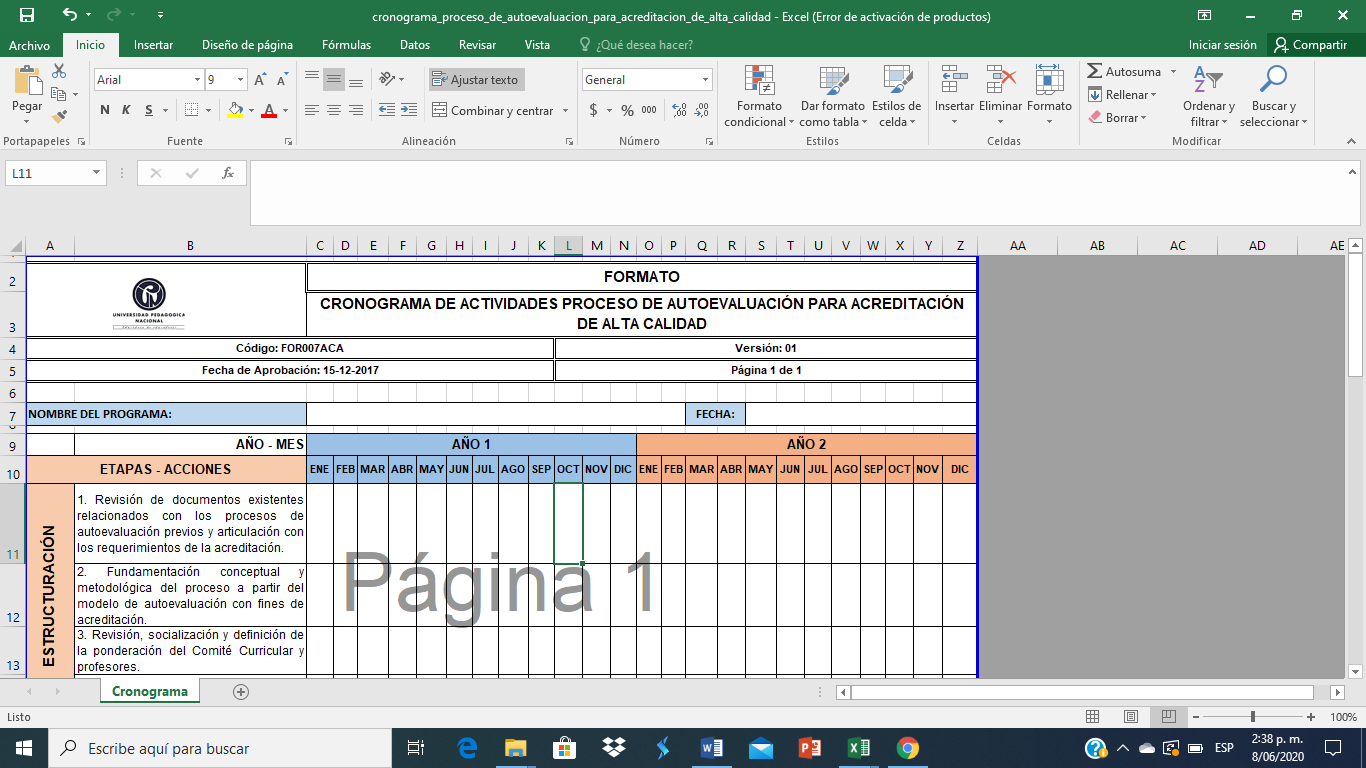 cronograma_proceso_de_autoevaluacion_para_acreditacion_de_alta_calidad - Excel (Error de activación de productos)
Archivo Inicio Insertar Diseño de página Fórmulas Datos Revisar Vista ¿Qué desea hacer? Iniciar sesión Compartir
Pegar
Portapapeles
Arial 9
N K S
Fuente
Ajustar texto
Combinar y centrar
Alineación
General
$ % 000
Número
Formato condicional
Dar formato como tabla
Estilos de celda
Estilos
Insertar Eliminar Formato
Celdas
Autosuma
Rellenar
Borrar
Ordenar y filtrar
Buscar y seleccionar
Modificar
L11
fx
A B C D E F G H I J K L M N O P Q R S T U V W X Y Z AA AB AC AD AE
2 3 4 5 6 7 9 10 11 12 13
UNIVERSIDAD PEDAGOGICA
NACIONAL
FORMATO
CRONOGRAMA DE ACTIVIDADES PROCESO DE AUTOEVALUACIÓN PARA ACREDITACIÓN
DE ALTA CALIDAD
Código: FOR007ACA Versión: 01
Fecha de Aprobación: 15-12-2017 Página 1 de 1
NOMBRE DEL PROGRAMA: FECHA:
AÑO - MES AÑO 1 AÑO 2
ETAPAS - ACCIONES ENE FEB MAR ABR MAY JUN JUL AGO SEP OCT NOV DIC ENE FEB MAR ABR MAY JUN JUL AGO SEP OCT NOV DIC
ESTRUCTURACIÓN
1. Revisión de documentos existentes
relacionados con los procesos de
autoevaluación previos y articulación con
los requerimientos de la acreditación.
2. Fundamentación conceptual y
metodológica del proceso a partir del
modelo de autoevaluación con fines de
acreditación.
3. Revisión, socialización y definición de
la ponderación del Comité Curricular y
profesores.
Página 1
Cronograma
Listo
100%
Escribe aquí para buscar
ESP
2:38 p. m.
8/06/2020